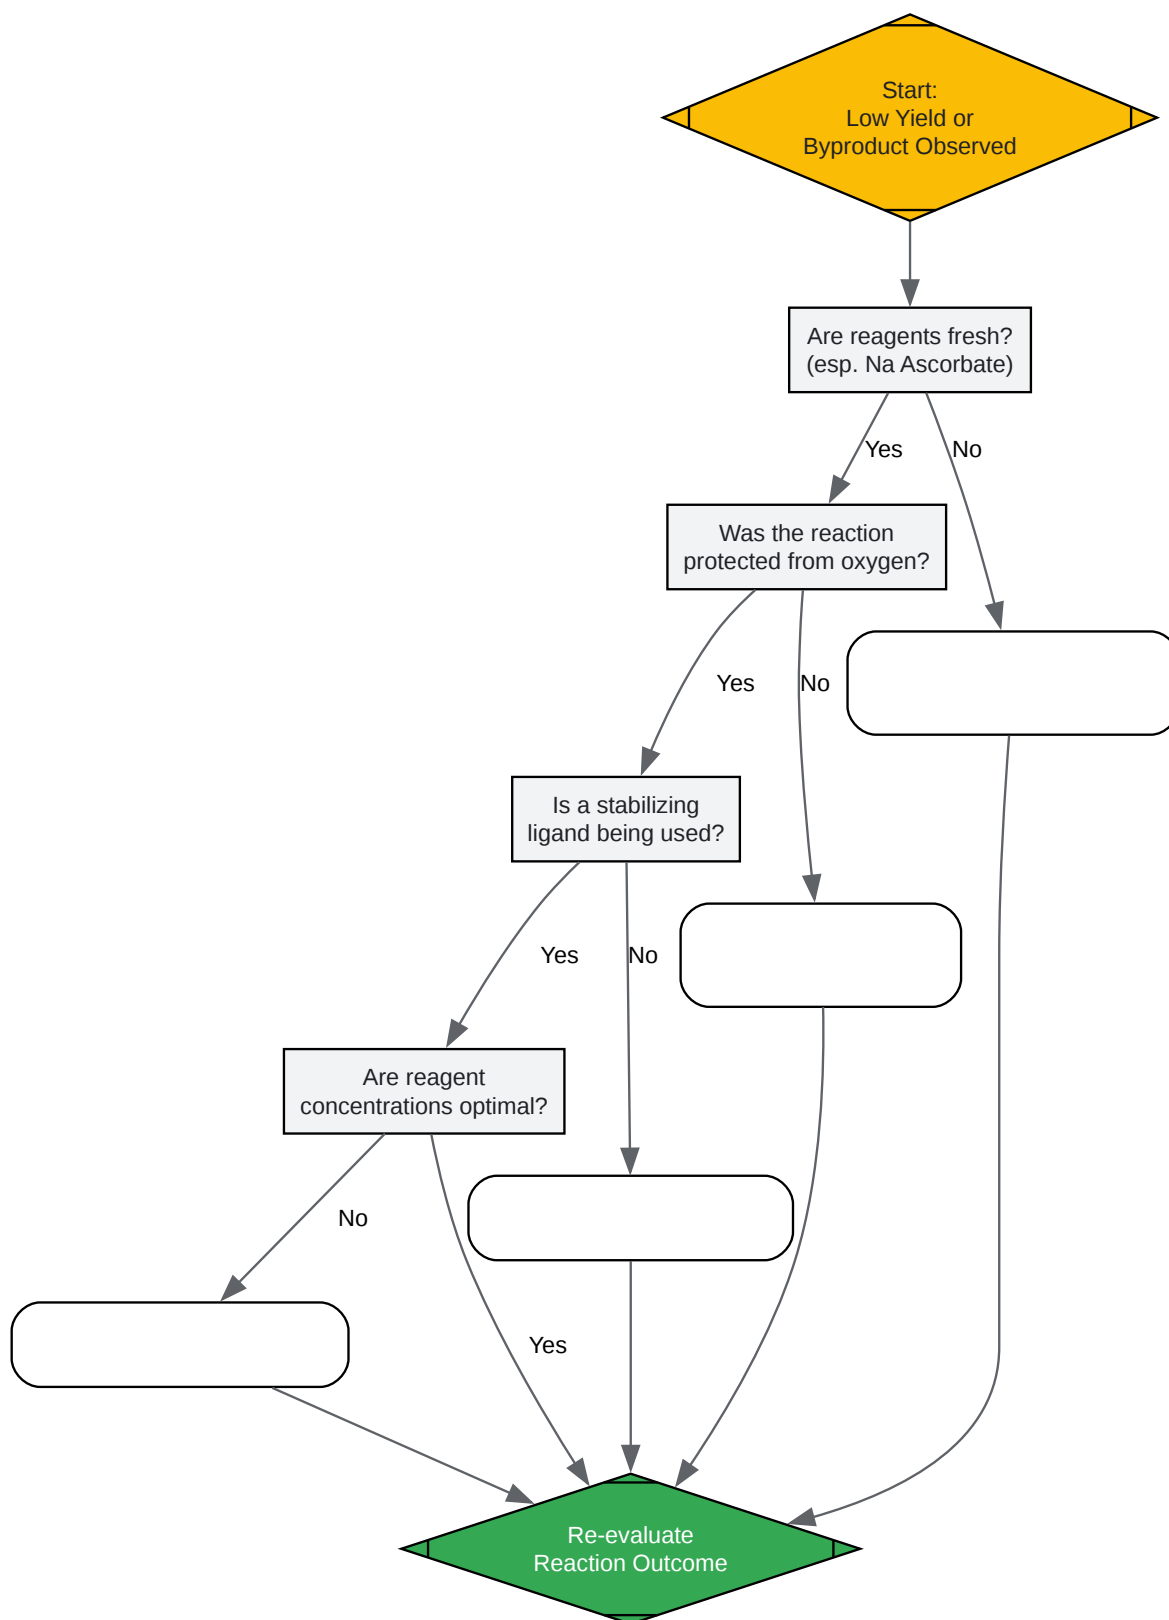 Start:
Low Yield or
Byproduct Observed
Are reagents fresh?
(esp. Na Ascorbate)
Yes
No
Was the reaction
protected from oxygen?
Yes
No
Is a stabilizing
ligand being used?
Yes
No
Are reagent
concentrations optimal?
No
Yes
Re-evaluate
Reaction Outcome